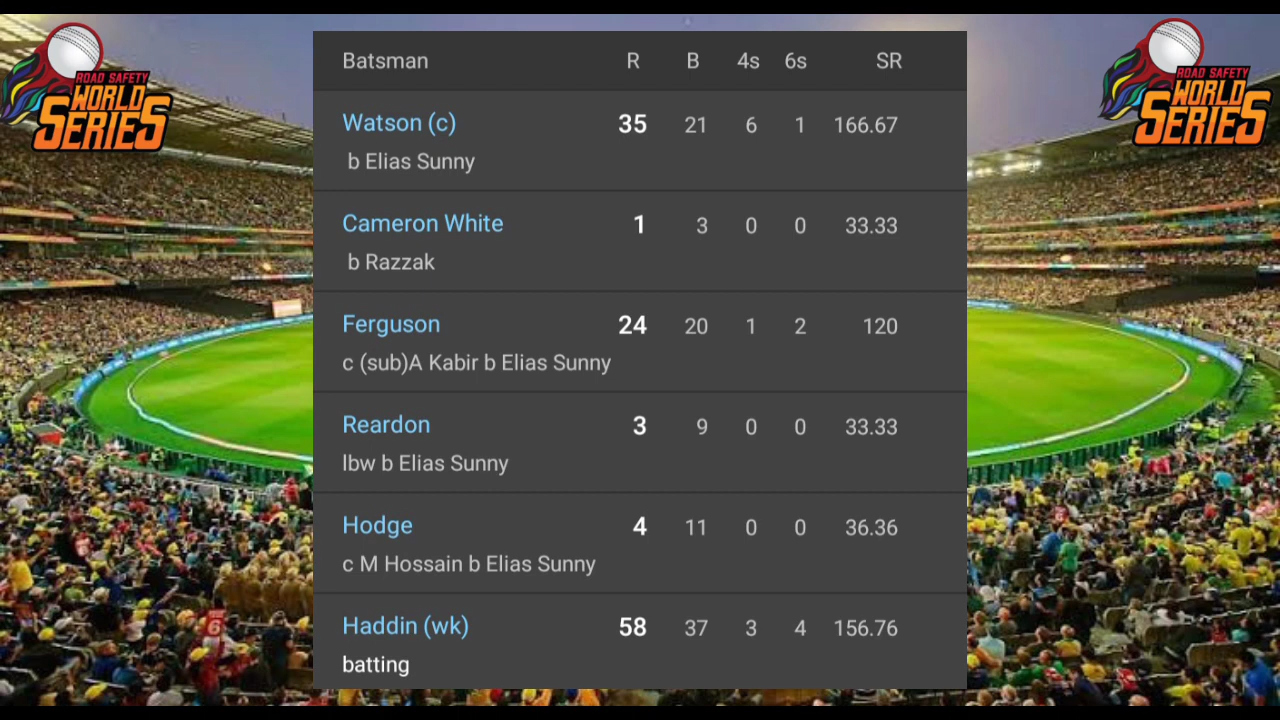 ROAD SAFETY
WORLD
SERIES
ROAD SAFETY
WORLD
SERIES
Batsman R B 4s 6s SR
Watson (c) 35 21 6 1 166.67
b Elias Sunny
Cameron White 1 3 0 0 33.33
b Razzak
Ferguson 24 20 1 2 120
c (sub)A Kabir b Elias Sunny
Reardon 3 9 0 0 33.33
lbw b Elias Sunny
Hodge 4 11 0 0 36.36
c M Hossain b Elias Sunny
Haddin (wk) 58 37 3 4 156.76
batting
6